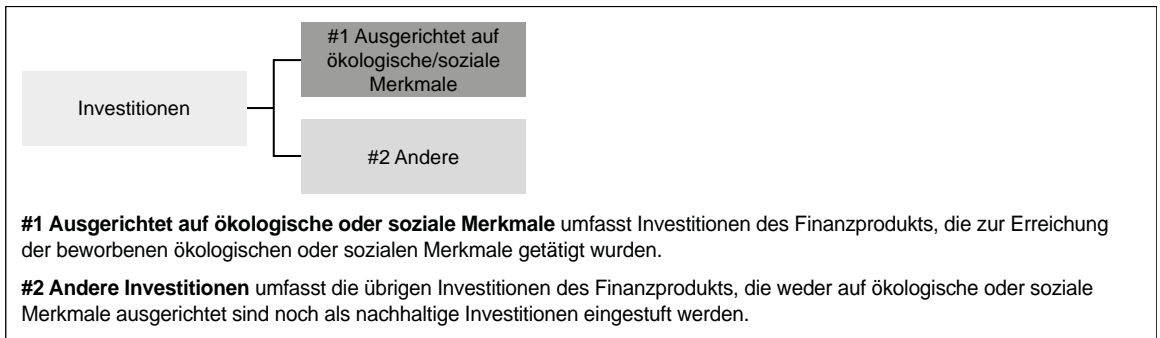 #1 Ausgerichtet auf
ökologische/soziale
Merkmale
Investitionen
#2 Andere
#1 Ausgerichtet auf ökologische oder soziale Merkmale umfasst Investitionen des Finanzprodukts, die zur Erreichung
der beworbenen ökologischen oder sozialen Merkmale getätigt wurden.
#2 Andere Investitionen umfasst die übrigen Investitionen des Finanzprodukts, die weder auf ökologische oder soziale
Merkmale ausgerichtet sind noch als nachhaltige Investitionen eingestuft werden.